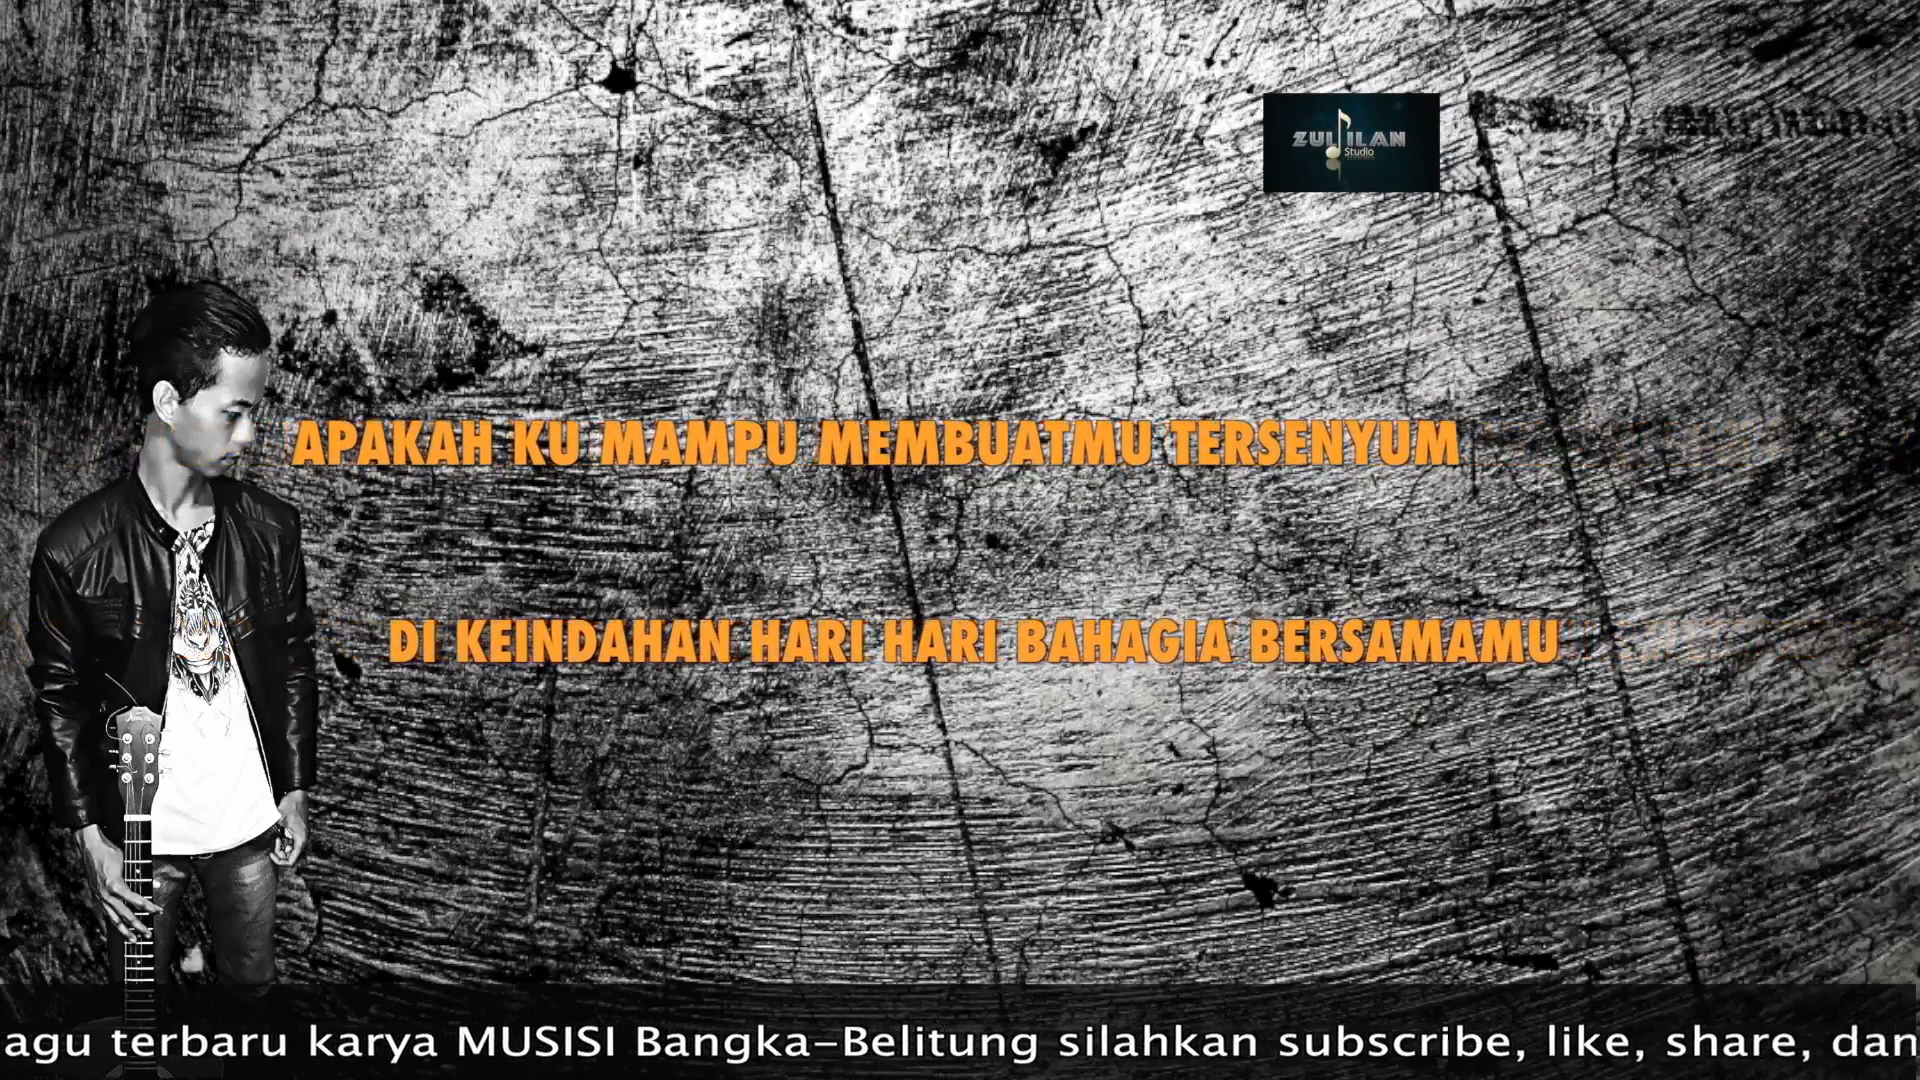 ZULFILAN
Studio
APAKAH KU MAMPU MEMBUATMU TERSENYUM
DI KEINDAHAN HARI HARI BAHAGIA BERSAMAMU
agu terbaru karya MUSISI Bangka-Belitung silahkan subscribe, like, share, dan